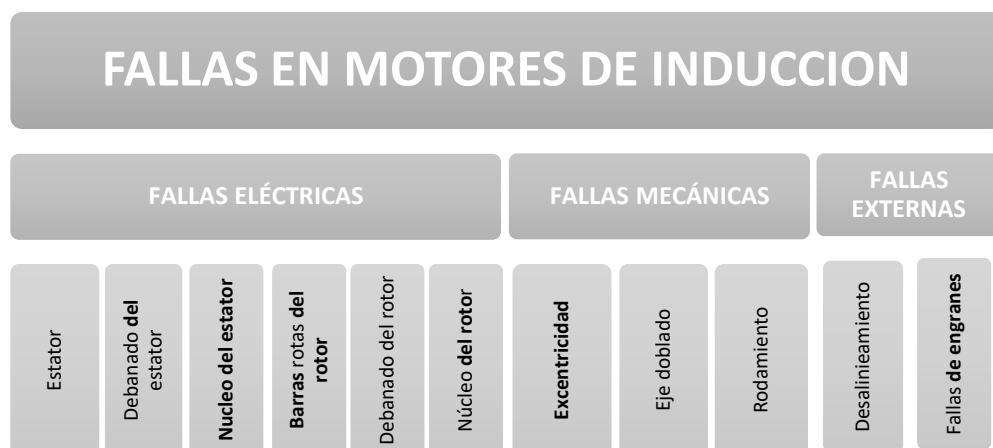 FALLAS EN MOTORES DE INDUCCION
FALLAS ELÉCTRICAS
FALLAS MECÁNICAS
FALLAS
EXTERNAS
Estator
Debanado del
estator
Nucleo del estator
Barras rotas del
rotor
Debanado del rotor
Núcleo del rotor
Excentricidad
Eje doblado
Rodamiento
Desalinieamiento
Fallas de engranes